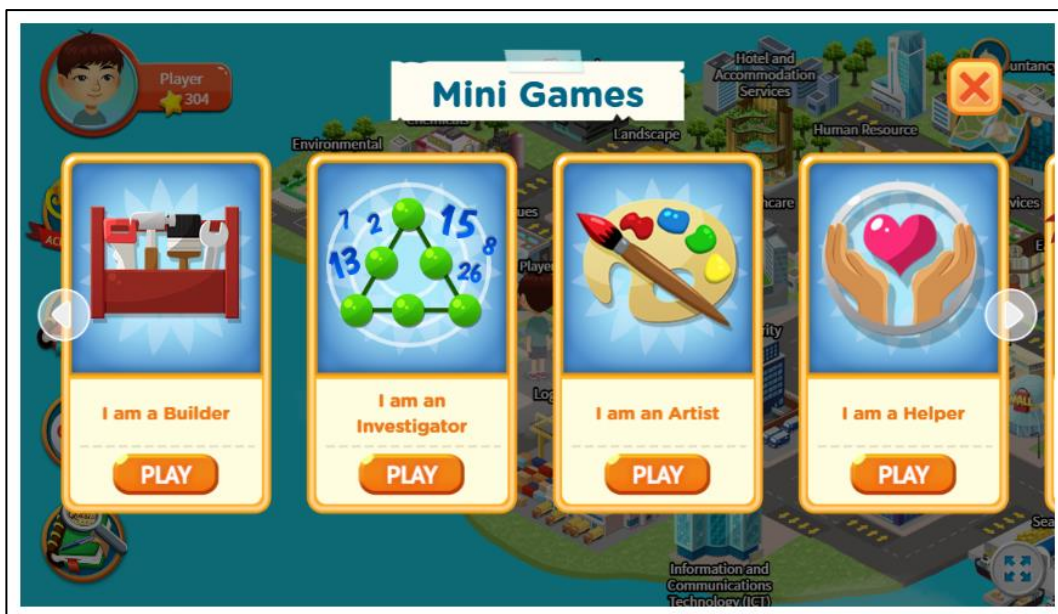 Player
304
Mini Games
Hotel and
Accommodation
Services
Landscape
Human Resource
Environmental
7 2 15
13 8
26
I am a Builder
PLAY
I am an
Investigator
PLAY
I am an Artist
PLAY
I am a Helper
PLAY
MALL
Information and
Communications
Technology (ICT)